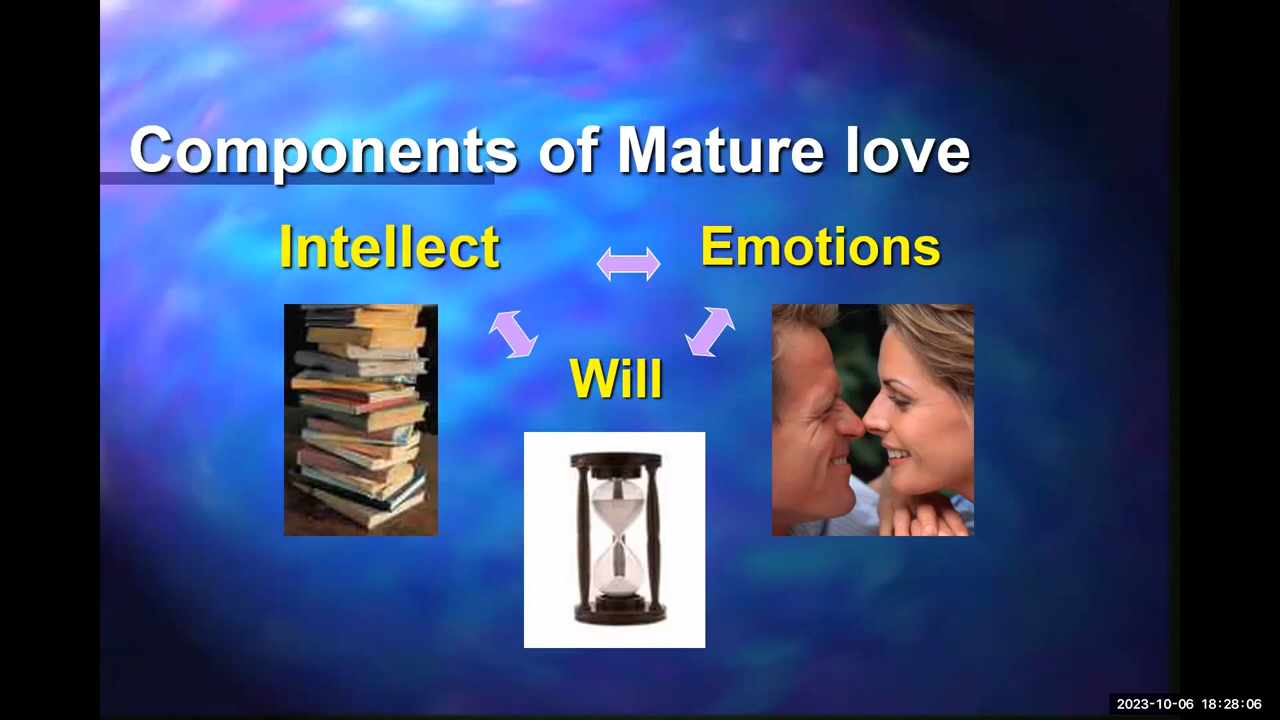 Components of Mature love
Intellect
Emotions
Will
2023-10-06 18:28:06